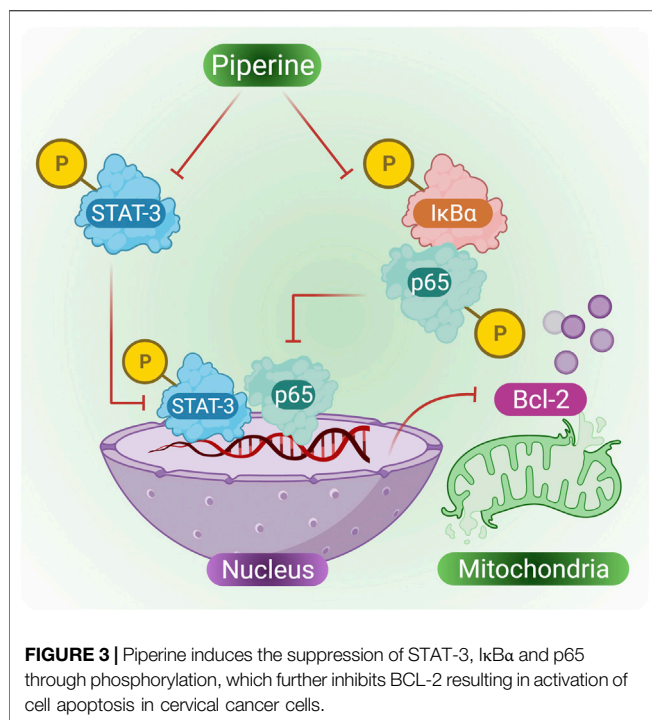 Piperine
P
P
STAT-3
IκBα
p65
P
P
STAT-3
p65
Bcl-2
Nucleus
Mitochondria
FIGURE 3 | Piperine induces the suppression of STAT-3, IκBα and p65
through phosphorylation, which further inhibits BCL-2 resulting in activation of
cell apoptosis in cervical cancer cells.